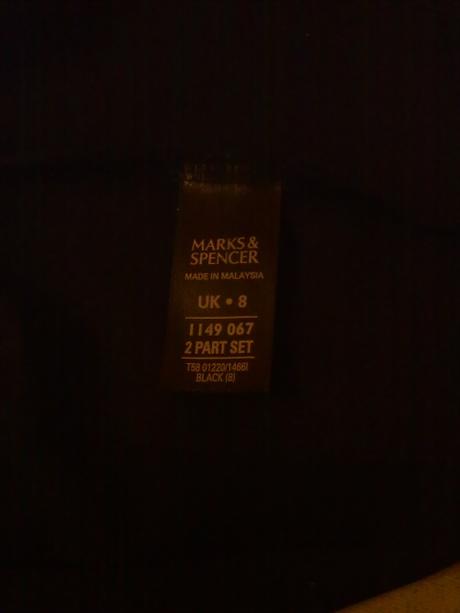 MARKS &
SPENCER
MADE IN MALAYSIA
UK • 8
1149 067
2 PART SET
T58 01220/1466I
BLACK (8)